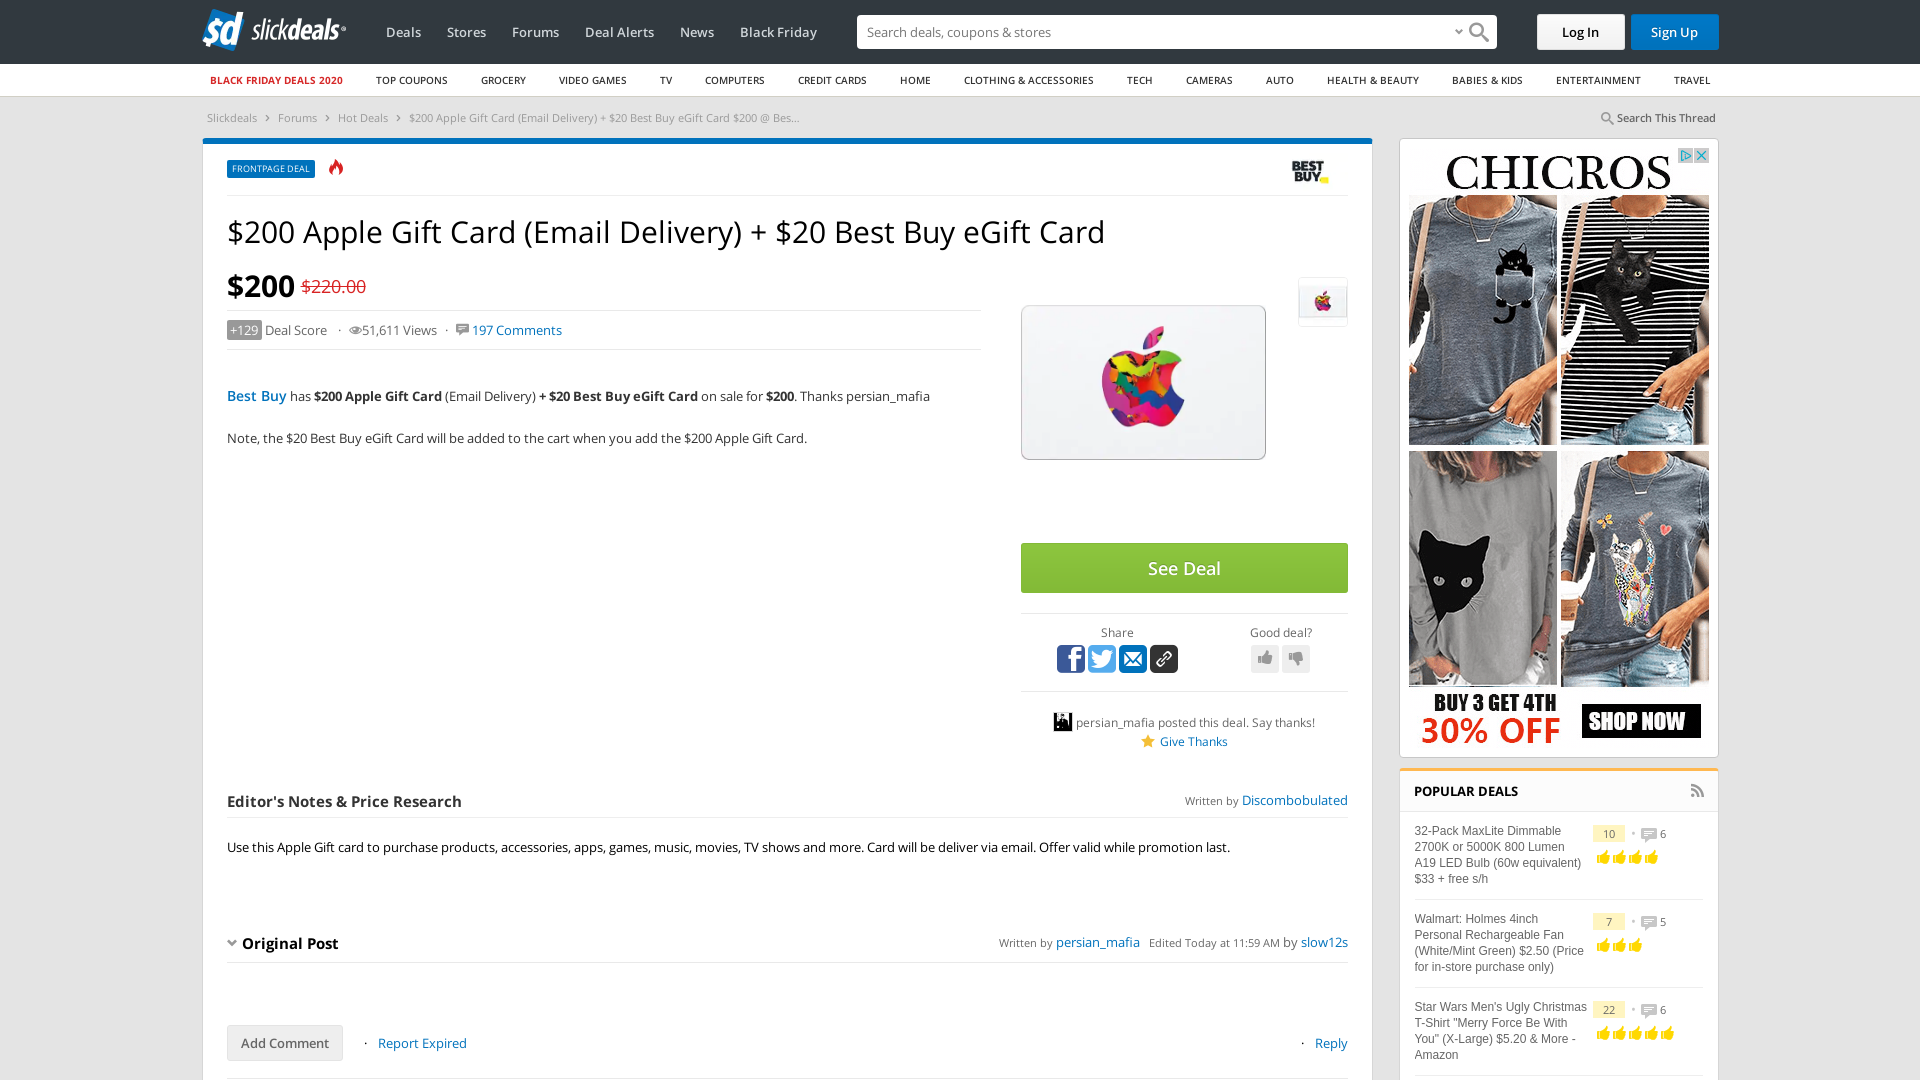 slickdeals
Deals
Stores
Forums
Deal Alerts
News
Black Friday
Search deals, coupons & stores
Log In
Sign Up
BLACK FRIDAY DEALS 2020
TOP COUPONS
GROCERY
VIDEO GAMES
TV
COMPUTERS
CREDIT CARDS
HOME
CLOTHING & ACCESSORIES
TECH
CAMERAS
AUTO
HEALTH & BEAUTY
BABIES & KIDS
ENTERTAINMENT
TRAVEL
Slickdeals › Forums › Hot Deals › $200 Apple Gift Card (Email Delivery) + $20 Best Buy eGift Card $200 @ Bes...
Search This Thread
FRONTPAGE DEAL
BEST
BUY
$200 Apple Gift Card (Email Delivery) + $20 Best Buy eGift Card
$200 $220.00
+129 Deal Score · 51,611 Views · 197 Comments
Best Buy has $200 Apple Gift Card (Email Delivery) + $20 Best Buy eGift Card on sale for $200. Thanks persian_mafia
Note, the $20 Best Buy eGift Card will be added to the cart when you add the $200 Apple Gift Card.
See Deal
Share
Good deal?
persian_mafia posted this deal. Say thanks!
Give Thanks
Editor's Notes & Price Research
Written by Discombobulated
Use this Apple Gift card to purchase products, accessories, apps, games, music, movies, TV shows and more. Card will be deliver via email. Offer valid while promotion last.
Original Post
Written by persian_mafia Edited Today at 11:59 AM by slow12s
Add Comment
· Report Expired
· Reply
CHICROS
BUY 3 GET 4TH
30% OFF
SHOP NOW
POPULAR DEALS
32-Pack MaxLite Dimmable
2700K or 5000K 800 Lumen
A19 LED Bulb (60w equivalent)
$33 + free s/h
10 • 6
Walmart: Holmes 4inch
Personal Rechargeable Fan
(White/Mint Green) $2.50 (Price
for in-store purchase only)
7 • 5
Star Wars Men's Ugly Christmas
T-Shirt "Merry Force Be With
You" (X-Large) $5.20 & More -
Amazon
22 • 6